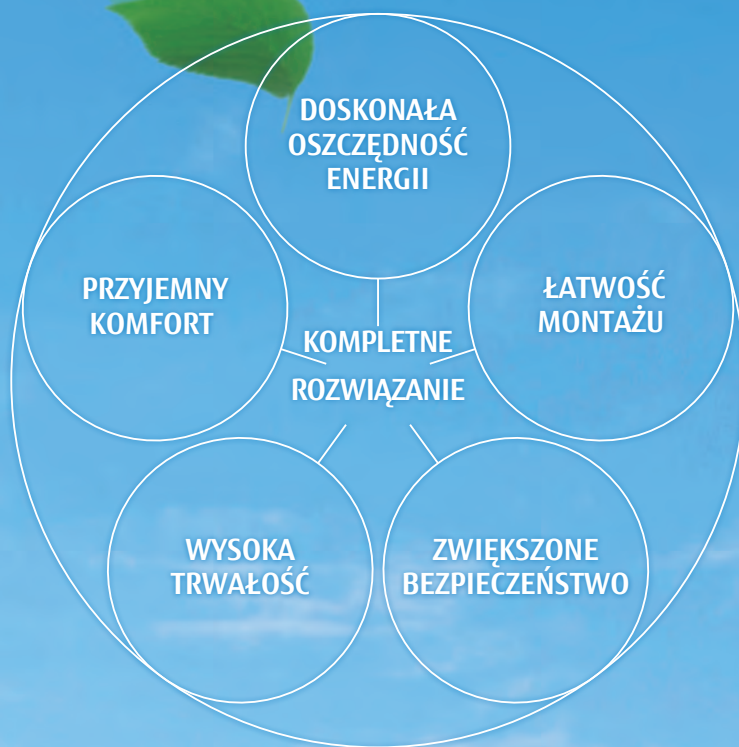 DOSKONAŁA
OSZCZĘDNOŚĆ
ENERGII
PRZYJEMNY
KOMFORT
ŁATWOŚĆ
MONTAŻU
KOMPLETNE
ROZWIĄZANIE
WYSOKA
TRWAŁOŚĆ
ZWIĘKSZONE
BEZPIECZEŃSTWO